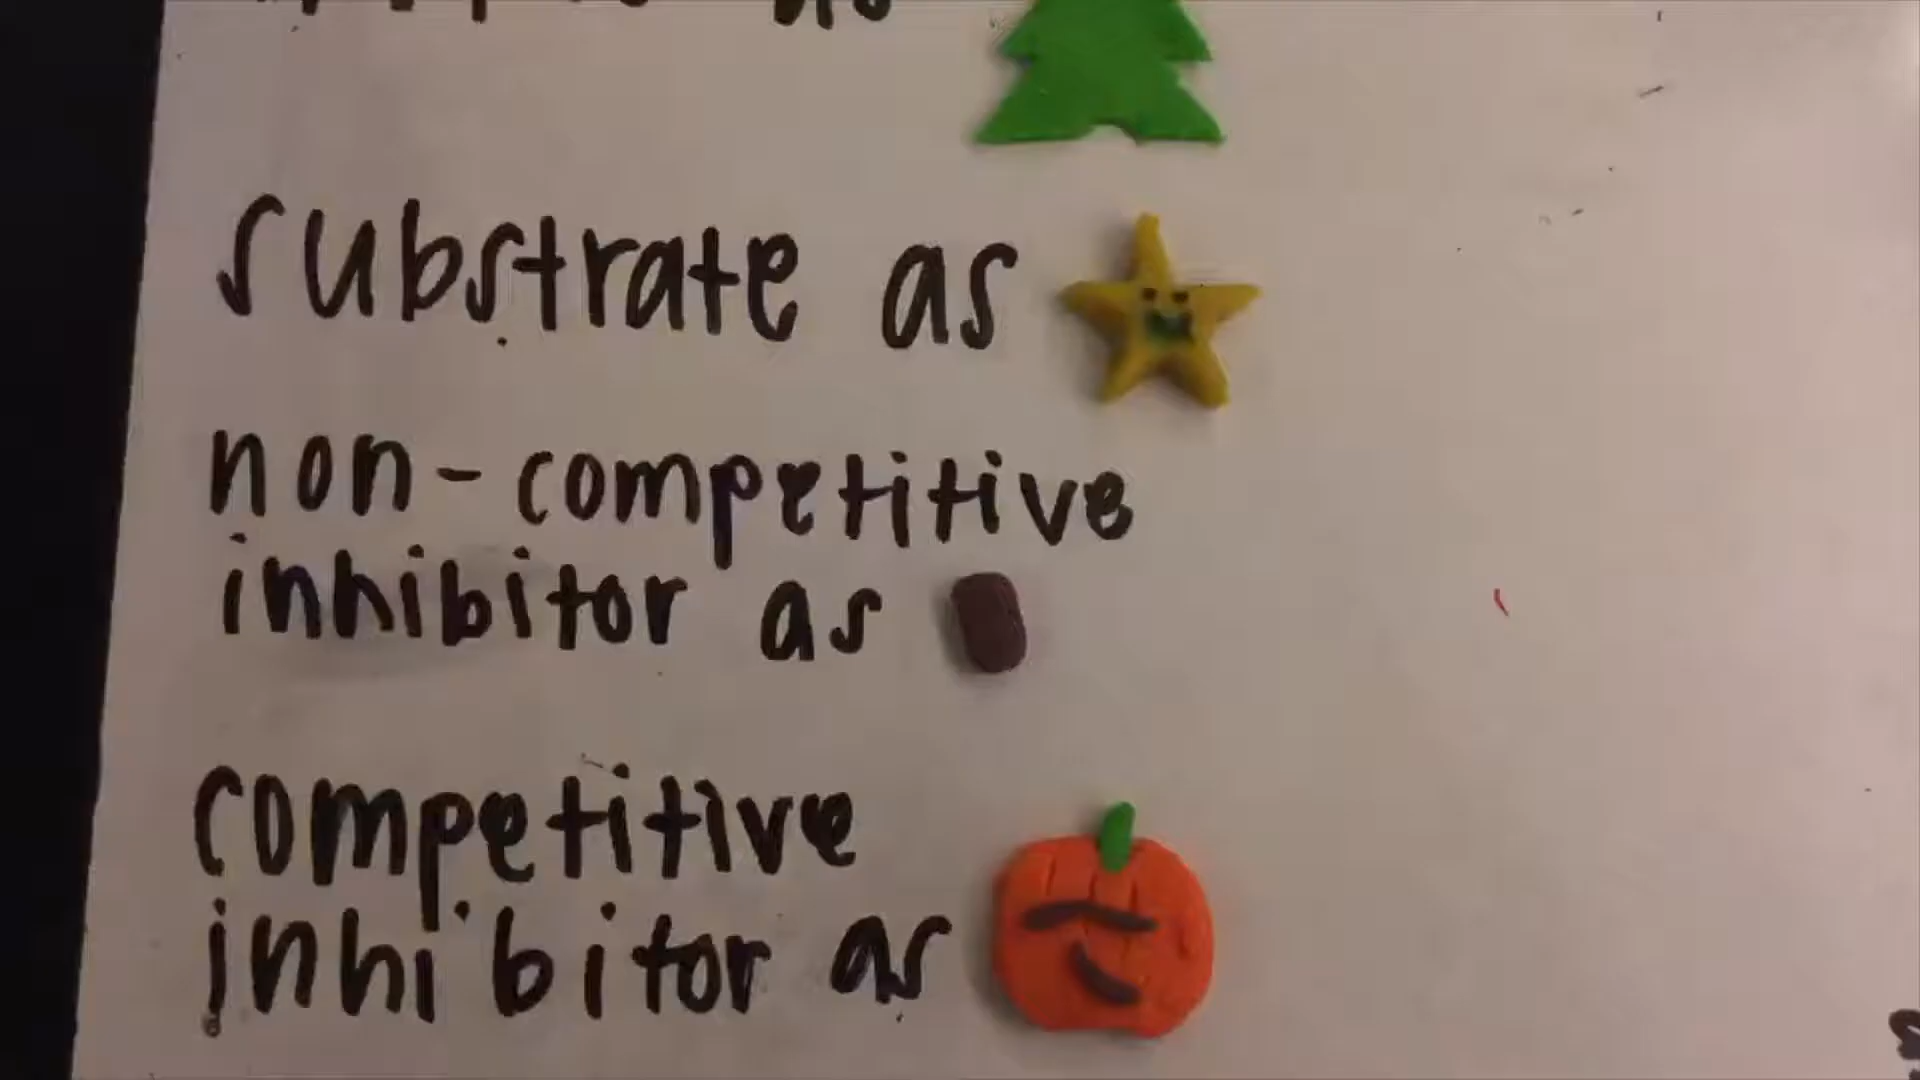 substrate as
non-competitive
inhibitor as
competitive
inhibitor as